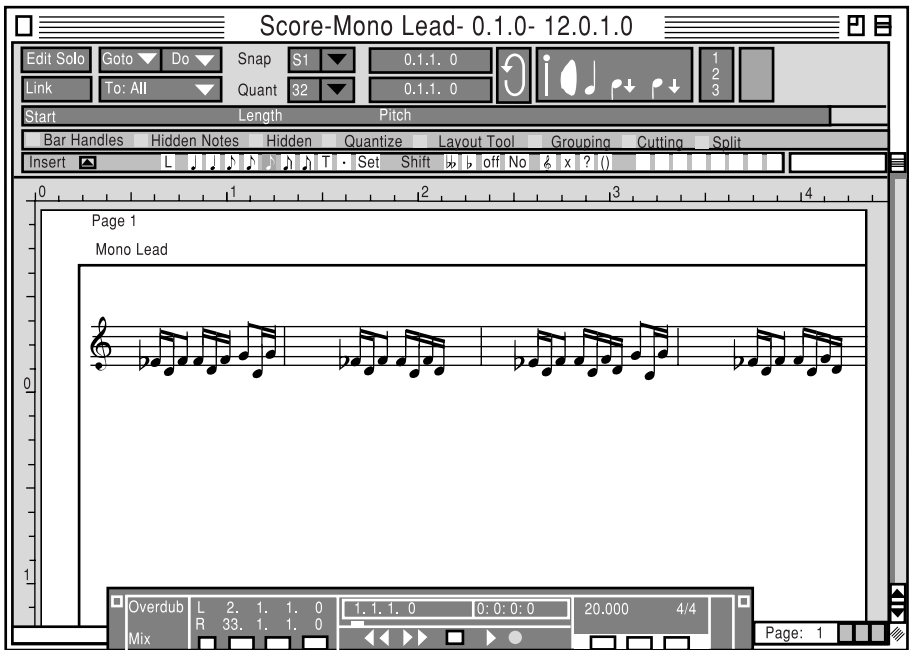 Score-Mono Lead- 0.1.0- 12.0.1.0
Edit Solo Goto Do Snap S1 0.1.1. 0
Link To: All Quant 32 0.1.1. 0
1
2
3
Start Length Pitch
Bar Handles Hidden Notes Hidden Quantize Layout Tool Grouping Cutting Split
Insert L T · Set Shift off No x ? ()
0 1 2 3 4
Page 1
Mono Lead
0
1
Overdub L 2. 1. 1. 0 1. 1. 1. 0 0: 0: 0: 0 20.000 4/4
R 33. 1. 1. 0
Mix
Page: 1